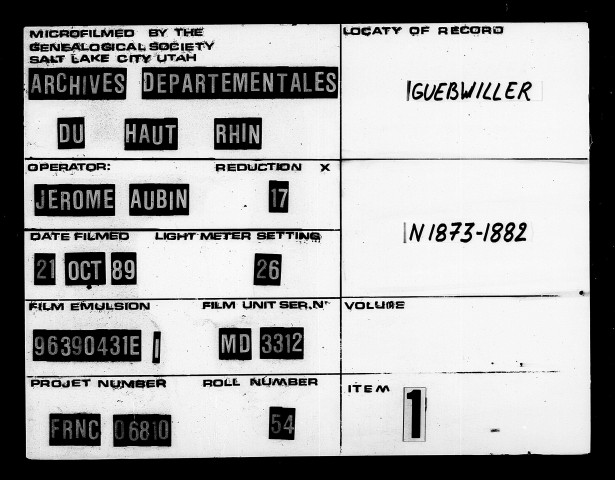 MICROFILMED BY THE
GENEALOGICAL SOCIETY
SALT LAKE CITY UTAH
ARCHIVES DEPARTEMENTALES
DU HAUT RHIN
LOCATY OF RECORD
GUEBWILLER
OPERATOR: REDUCTION X
JEROME AUBIN 17
N 1873-1882
DATE FILMED LIGHT METER SETTING
21 OCT 89 26
FILM EMULSION FILM UNIT SER.N°
96390431E 1 MD 3312
VOLUME
PROJET NUMBER ROLL NUMBER
FRNC 06810 54
ITEM
1